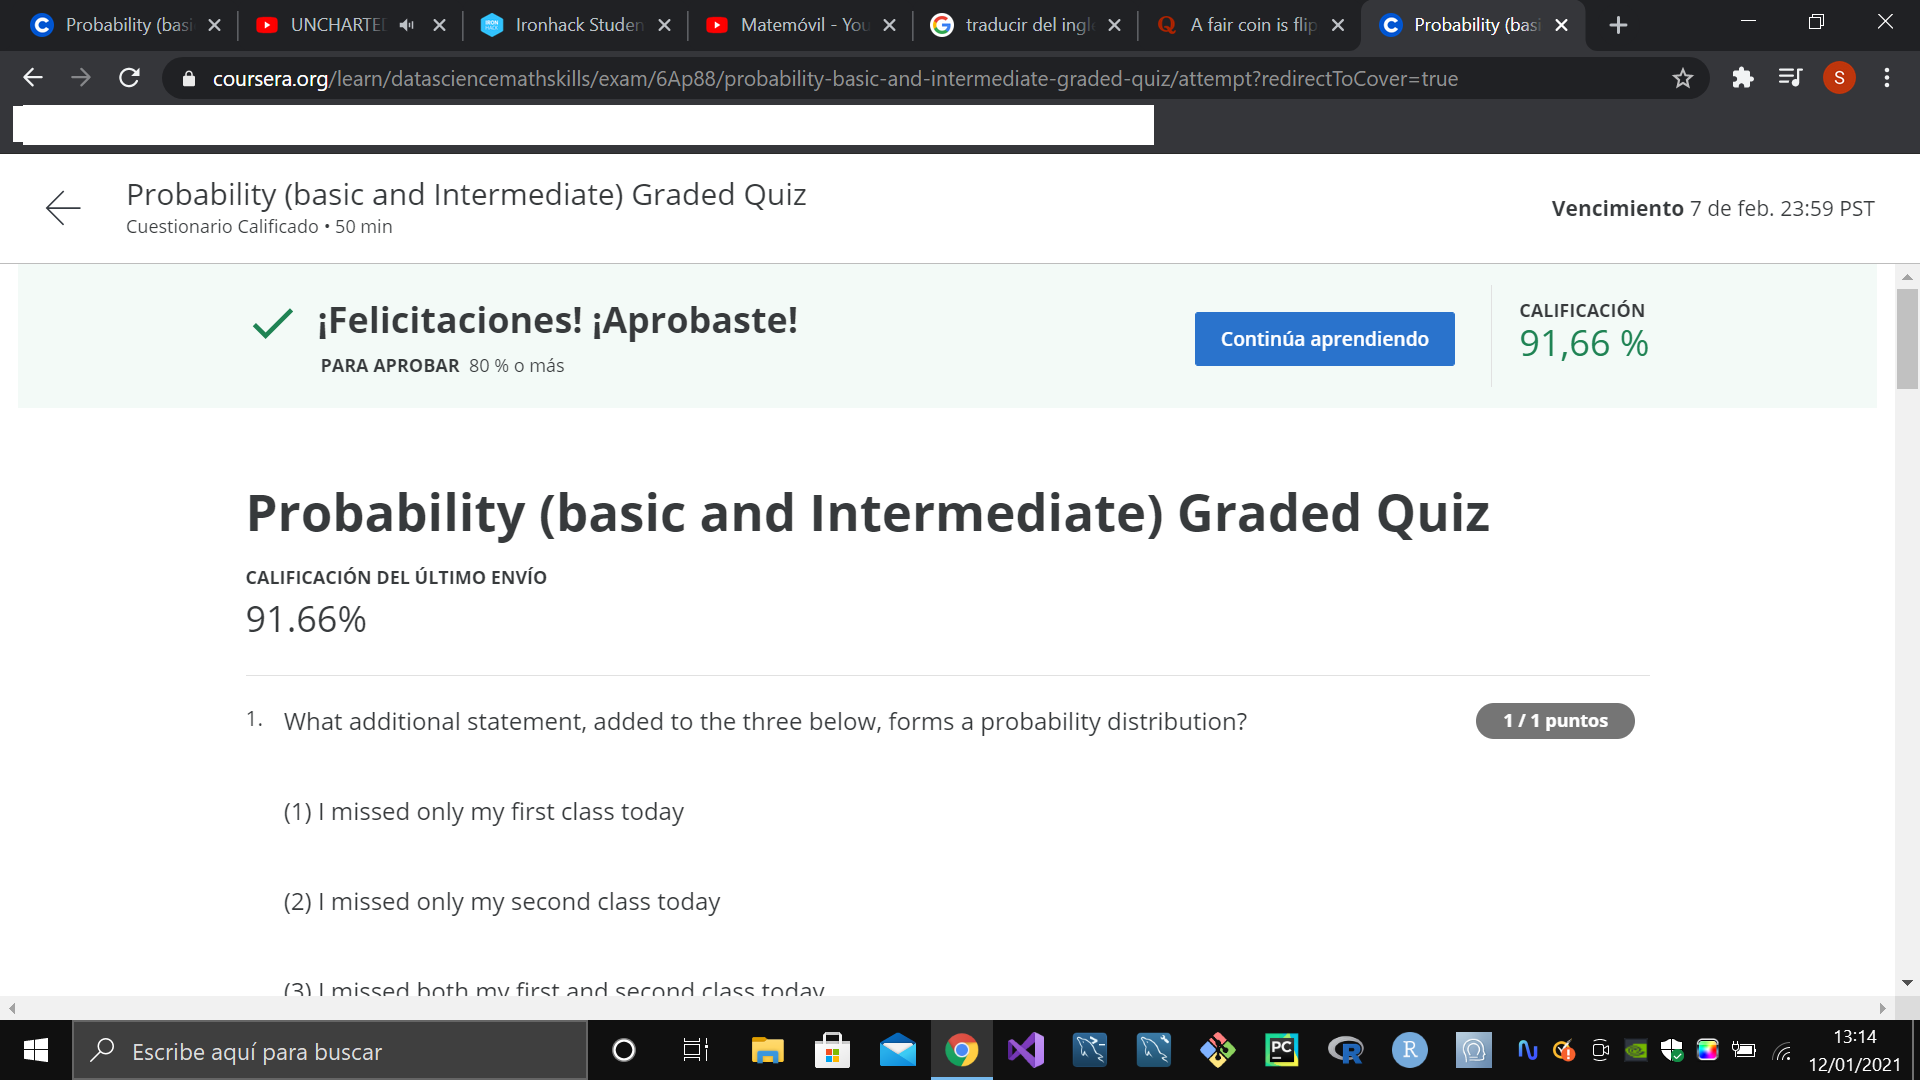 Probability (basi
UNCHARTED
Ironhack Studen
Matemóvil - You
traducir del ingle
A fair coin is flip
Probability (basi
coursera.org/learn/datasciencemathskills/exam/6Ap88/probability-basic-and-intermediate-graded-quiz/attempt?redirectToCover=true
S
Probability (basic and Intermediate) Graded Quiz
Cuestionario Calificado • 50 min
Vencimiento 7 de feb. 23:59 PST
¡Felicitaciones! ¡Aprobaste!
PARA APROBAR 80 % o más
Continúa aprendiendo
CALIFICACIÓN
91,66 %
Probability (basic and Intermediate) Graded Quiz
CALIFICACIÓN DEL ÚLTIMO ENVÍO
91.66%
1. What additional statement, added to the three below, forms a probability distribution?
1 / 1 puntos
(1) I missed only my first class today
(2) I missed only my second class today
(3) I missed both my first and second class today
Escribe aquí para buscar
13:14
12/01/2021